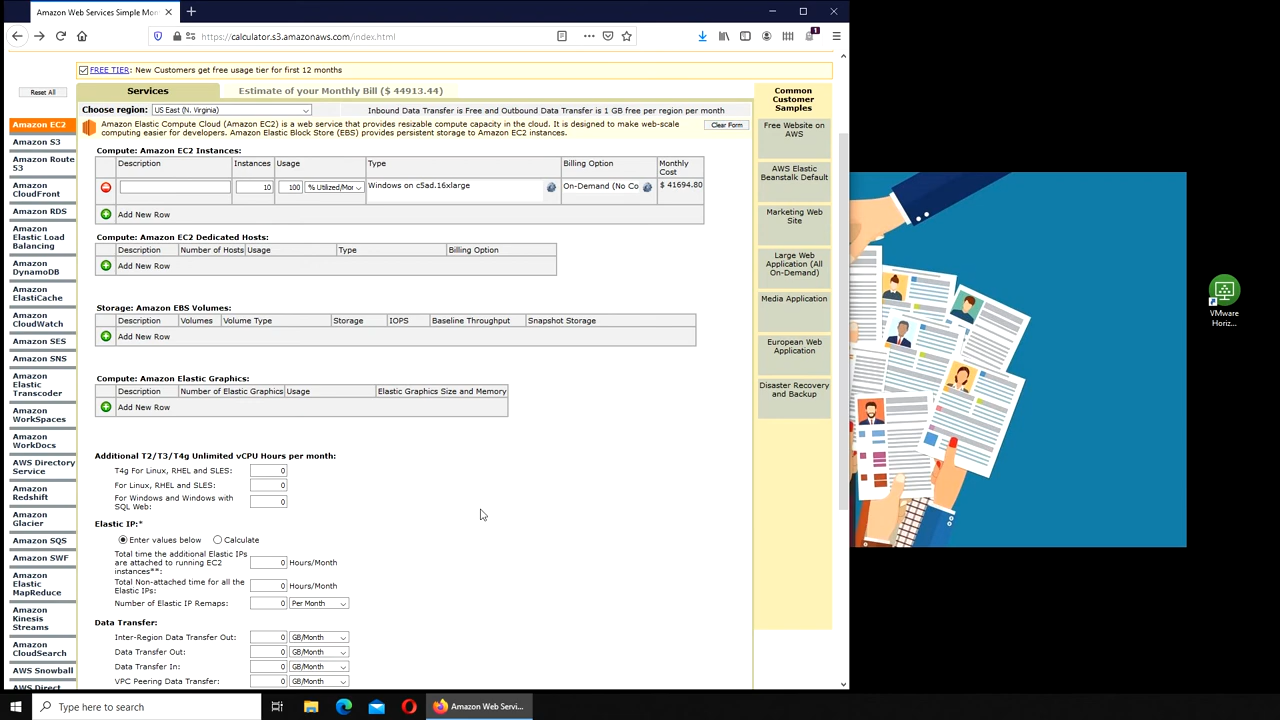 Amazon Web Services Simple Mon
https://calculator.s3.amazonaws.com/index.html
1
FREE TIER: New Customers get free usage tier for first 12 months
Reset All
Services
Estimate of your Monthly Bill ($ 44913.44)
Common
Customer
Samples
Choose region:
US East (N. Virginia)
Inbound Data Transfer is Free and Outbound Data Transfer is 1 GB free per region per month
Amazon Elastic Compute Cloud (Amazon EC2) is a web service that provides resizable compute capacity in the cloud. It is designed to make web-scale
computing easier for developers. Amazon Elastic Block Store (EBS) provides persistent storage to Amazon EC2 instances.
Clear Form
Amazon EC2
Amazon S3
Amazon Route
S3
Amazon
CloudFront
Amazon RDS
Amazon
Elastic Load
Balancing
Amazon
DynamoDB
Amazon
ElastiCache
Amazon
CloudWatch
Amazon SES
Amazon SNS
Amazon
Elastic
Transcoder
Amazon
WorkSpaces
Amazon
WorkDocs
AWS Directory
Service
Amazon
Redshift
Amazon
Glacier
Amazon SQS
Amazon SWF
Amazon
Elastic
MapReduce
Amazon
Kinesis
Streams
Amazon
CloudSearch
AWS Snowball
AWS Direct
Compute: Amazon EC2 Instances:
Description Instances Usage Type Billing Option Monthly
Cost
10 100 % Utilized/Mor Windows on c5ad.16xlarge On-Demand (No Co $ 41694.80
Add New Row
Compute: Amazon EC2 Dedicated Hosts:
Description Number of Hosts Usage Type Billing Option
Add New Row
Storage: Amazon EBS Volumes:
Description Volumes Volume Type Storage IOPS Baseline Throughput Snapshot Storage
Add New Row
Compute: Amazon Elastic Graphics:
Description Number of Elastic Graphics Usage Elastic Graphics Size and Memory
Add New Row
Additional T2/T3/T4g Unlimited vCPU Hours per month:
T4g For Linux, RHEL and SLES: 0
For Linux, RHEL and SLES: 0
For Windows and Windows with
SQL Web: 0
Elastic IP:*
Enter values below Calculate
Total time the additional Elastic IPs
are attached to running EC2
instances**: 0 Hours/Month
Total Non-attached time for all the
Elastic IPs: 0 Hours/Month
Number of Elastic IP Remaps: 0 Per Month
Data Transfer:
Inter-Region Data Transfer Out: 0 GB/Month
Data Transfer Out: 0 GB/Month
Data Transfer In: 0 GB/Month
VPC Peering Data Transfer: 0 GB/Month
Free Website on
AWS
AWS Elastic
Beanstalk Default
Marketing Web
Site
Large Web
Application (All
On-Demand)
Media Application
European Web
Application
Disaster Recovery
and Backup
VMware
Horiz...
Type here to search
Amazon Web Servi...